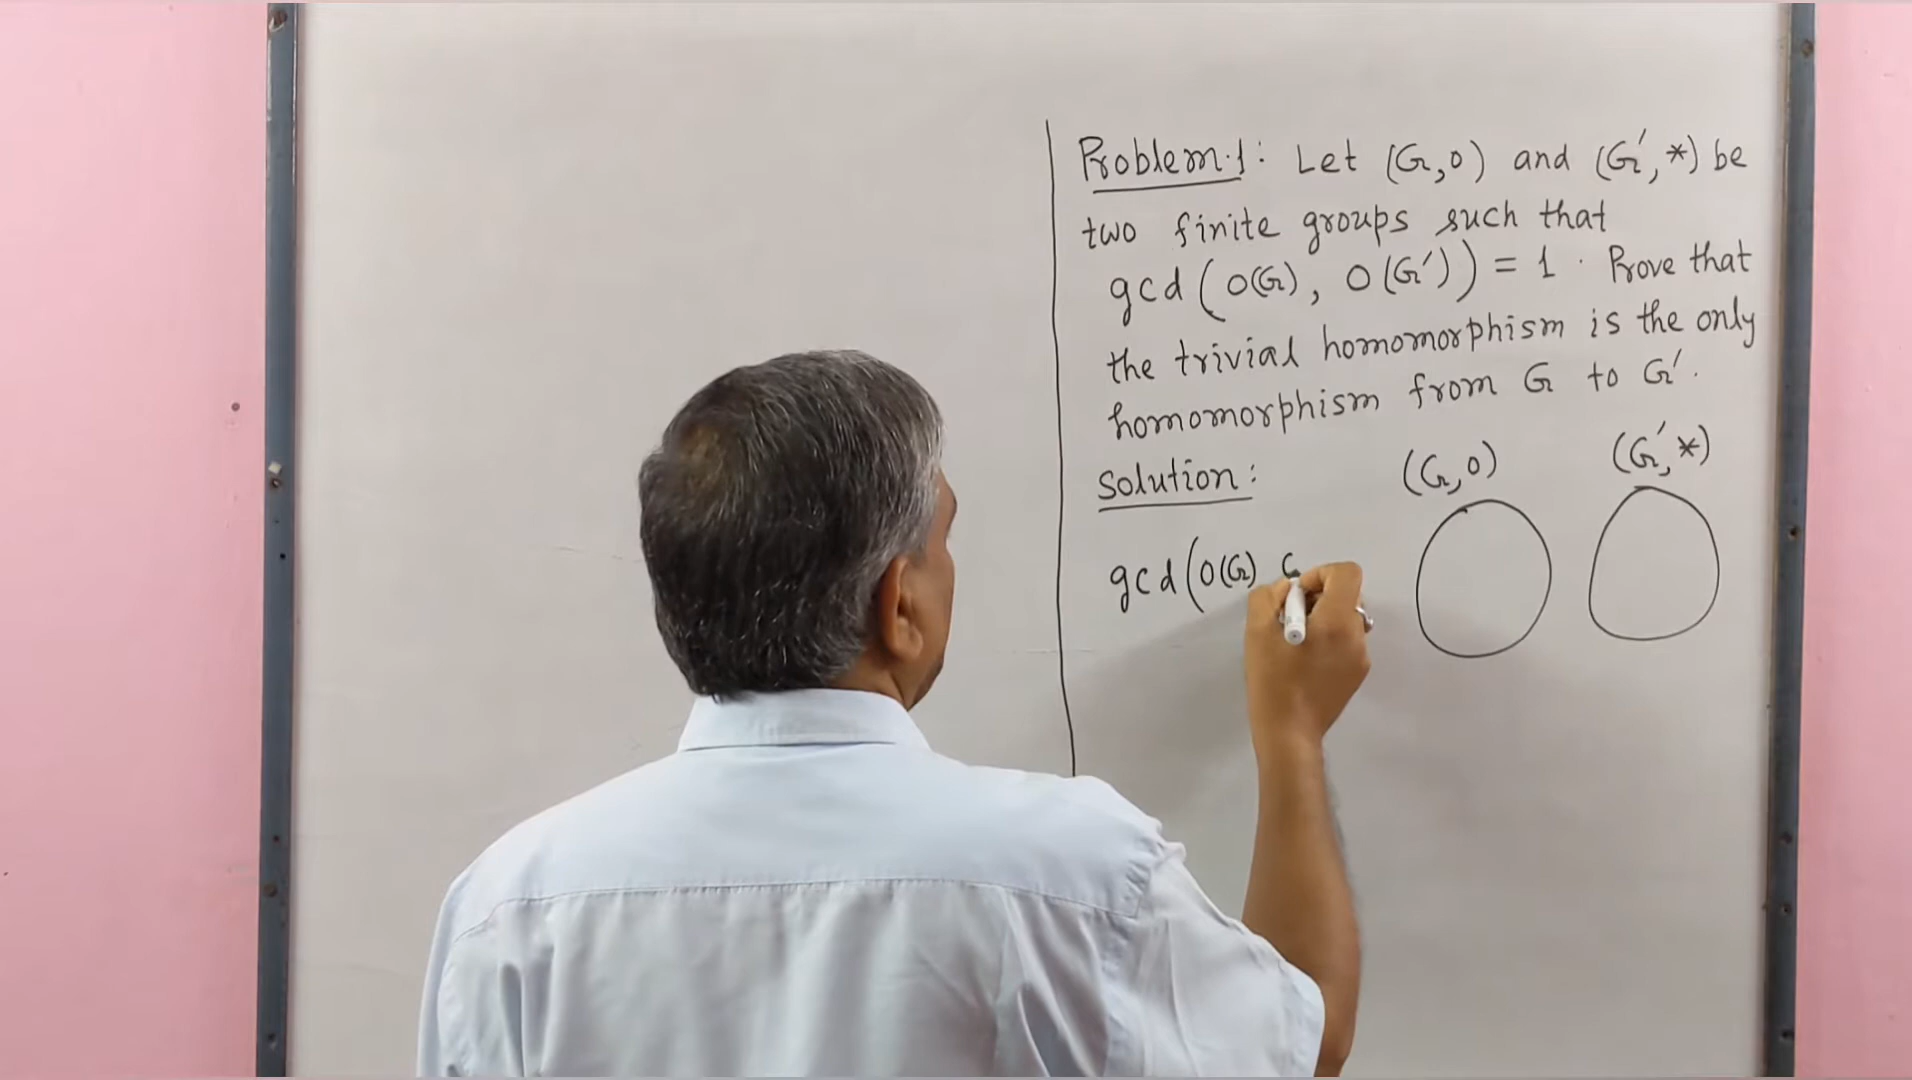 Problem.1: Let (G,o) and (G′,*) be
two finite groups such that
gcd(O(G), O(G′)) = 1. Prove that
the trivial homomorphism is the only
homomorphism from G to G′.
Solution: (G,o) (G′,*)
gcd(O(G)